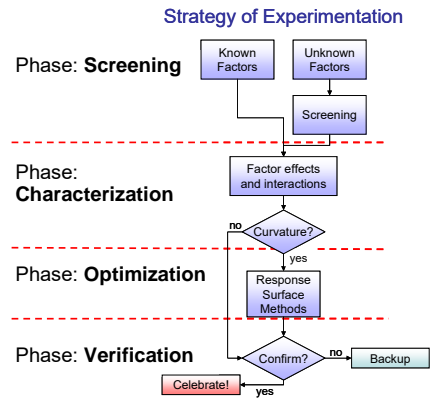 Strategy of Experimentation
Phase: Screening
Known
Factors
Unknown
Factors
Screening
Phase:
Characterization
Factor effects
and interactions
no
Curvature?
yes
Phase: Optimization
Response
Surface
Methods
Phase: Verification
Confirm?
no
Backup
Celebrate!
yes